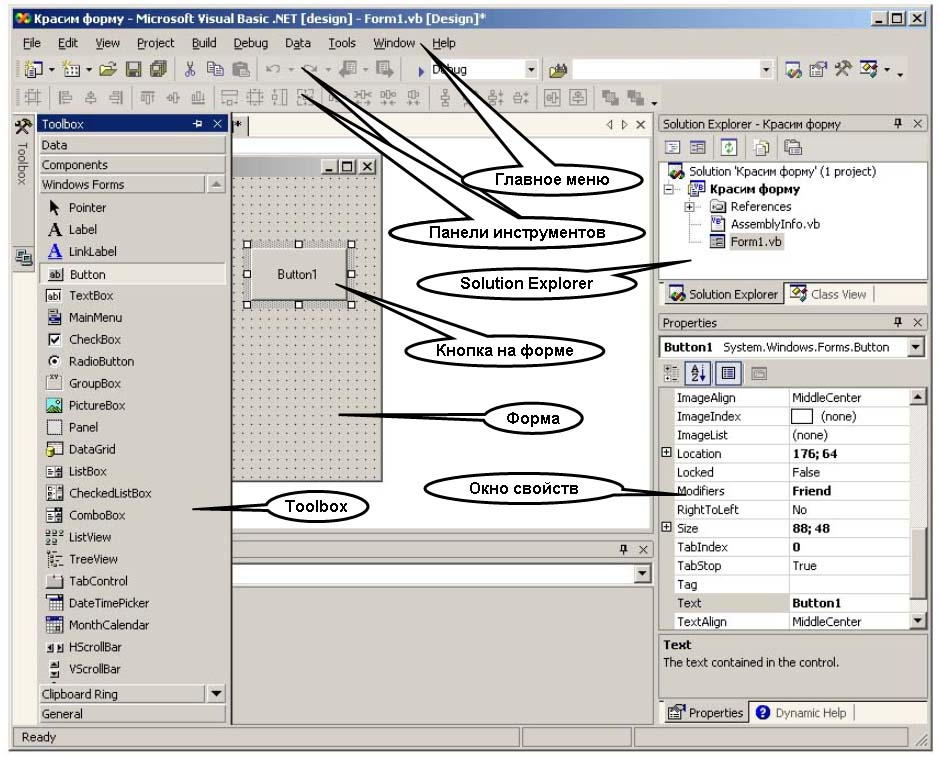 Красим форму - Microsoft Visual Basic .NET [design] - Form1.vb [Design]*
File Edit View Project Build Debug Data Tools Window Help
Toolbox
Toolbox
Data
Components
Windows Forms
Pointer
Label
LinkLabel
Button
TextBox
MainMenu
CheckBox
RadioButton
GroupBox
PictureBox
Panel
DataGrid
ListBox
CheckedListBox
ComboBox
ListView
TreeView
TabControl
DateTimePicker
MonthCalendar
HScrollBar
VScrollBar
Clipboard Ring
General
Button1
Главное меню
Панели инструментов
Solution Explorer
Кнопка на форме
Форма
Окно свойств
Toolbox
Solution Explorer - Красим форму
Solution 'Красим форму' (1 project)
Красим форму
References
AssemblyInfo.vb
Form1.vb
Solution Explorer Class View
Properties
Button1 System.Windows.Forms.Button
ImageAlign MiddleCenter
ImageIndex (none)
ImageList (none)
Location 176; 64
Locked False
Modifiers Friend
RightToLeft No
Size 88; 48
TabIndex 0
TabStop True
Tag
Text Button1
TextAlign MiddleCenter
Text
The text contained in the control.
Properties Dynamic Help
Ready